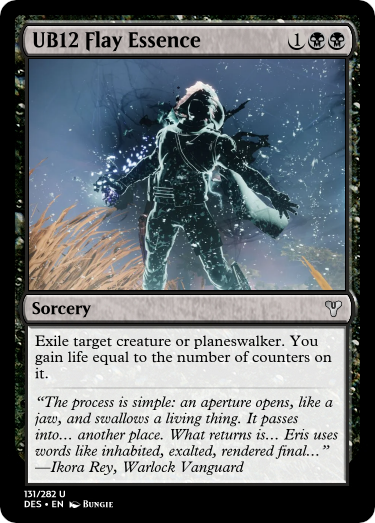 UB12 Flay Essence 1
Sorcery
Exile target creature or planeswalker. You
gain life equal to the number of counters on
it.
“The process is simple: an aperture opens, like a
jaw, and swallows a living thing. It passes
into… another place. What returns is… Eris uses
words like inhabited, exalted, rendered final…”
—Ikora Rey, Warlock Vanguard
131/282 U
DES • EN Bungie